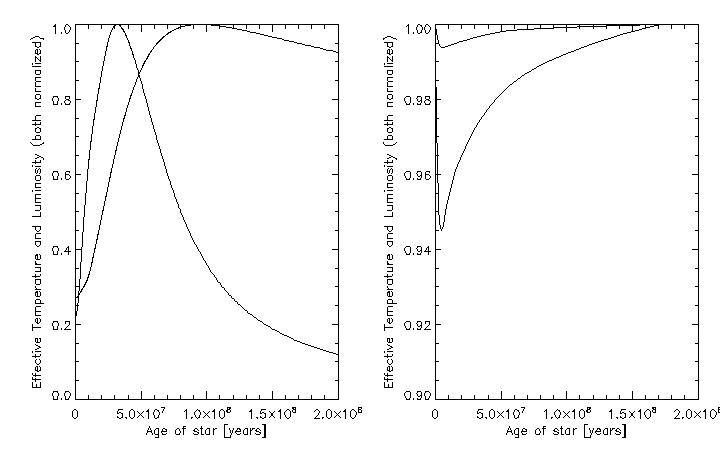 Effective Temperature and Luminosity (both normalized)
1.0
0.8
0.6
0.4
0.2
0.0
0 5.0×10⁷ 1.0×10⁸ 1.5×10⁸ 2.0×10⁸
Age of star [years]
Effective Temperature and Luminosity (both normalized)
1.00
0.98
0.96
0.94
0.92
0.90
0 5.0×10⁷ 1.0×10⁸ 1.5×10⁸ 2.0×10⁸
Age of star [years]